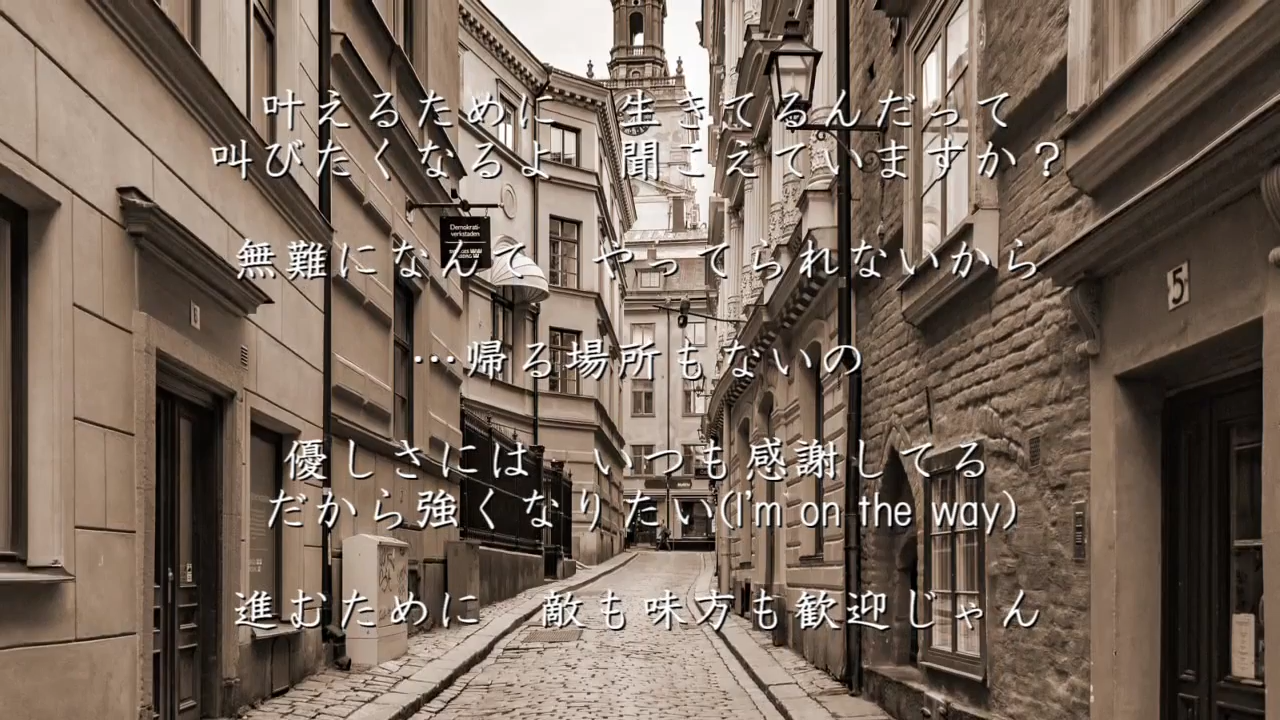 叶えるために　生きてるんだって
叫びたくなるよ　聞こえていますか？
無難になんて　やってられないから
…帰る場所もないの
優しさには　いつも感謝してる
だから強くなりたい(I'm on the way)
進むために　敵も味方も歓迎じゃん
Demokrati-
verkstaden
5
6